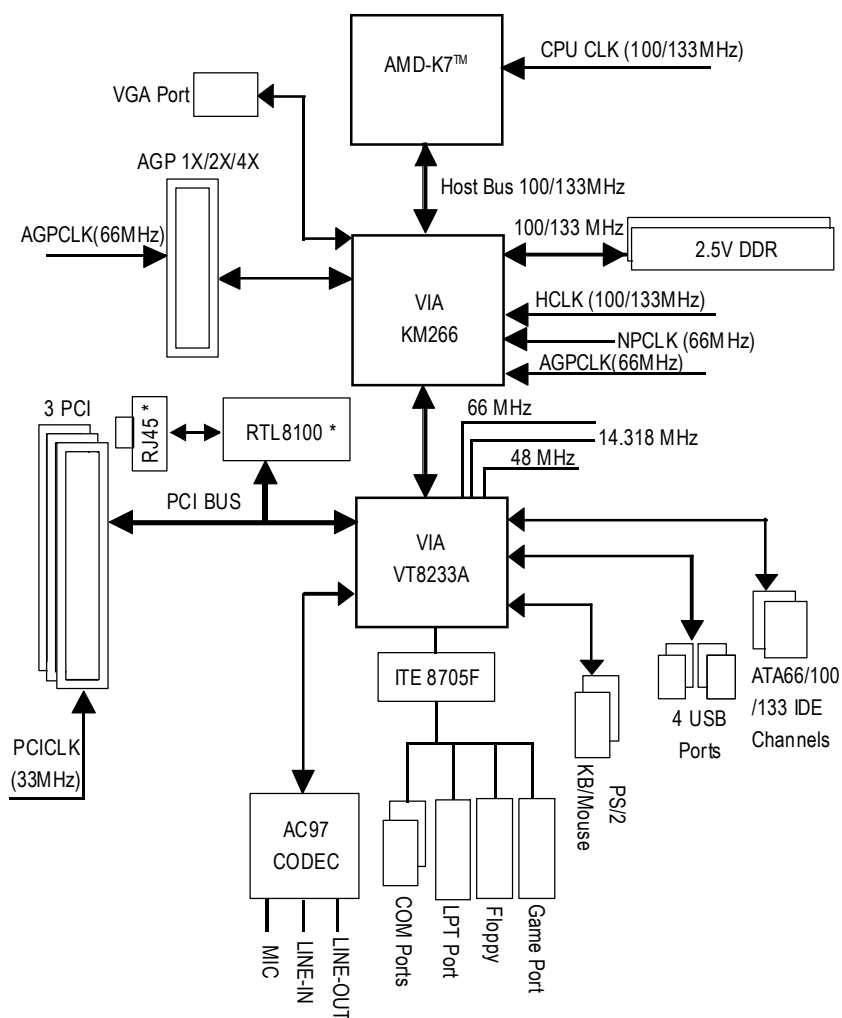 AMD-K7™
CPU CLK (100/133MHz)
VGA Port
AGP 1X/2X/4X
Host Bus 100/133MHz
AGPCLK(66MHz)
100/133 MHz
2.5V DDR
VIA
KM266
HCLK (100/133MHz)
NPCLK (66MHz)
AGPCLK(66MHz)
3 PCI
RJ45 *
RTL8100 *
66 MHz
14.318 MHz
48 MHz
PCI BUS
VIA
VT8233A
ITE 8705F
ATA66/100
/133 IDE
Channels
4 USB
Ports
PS/2
KB/Mouse
PCICLK
(33MHz)
AC97
CODEC
COM Ports
LPT Port
Floppy
Game Port
MIC
LINE-IN
LINE-OUT